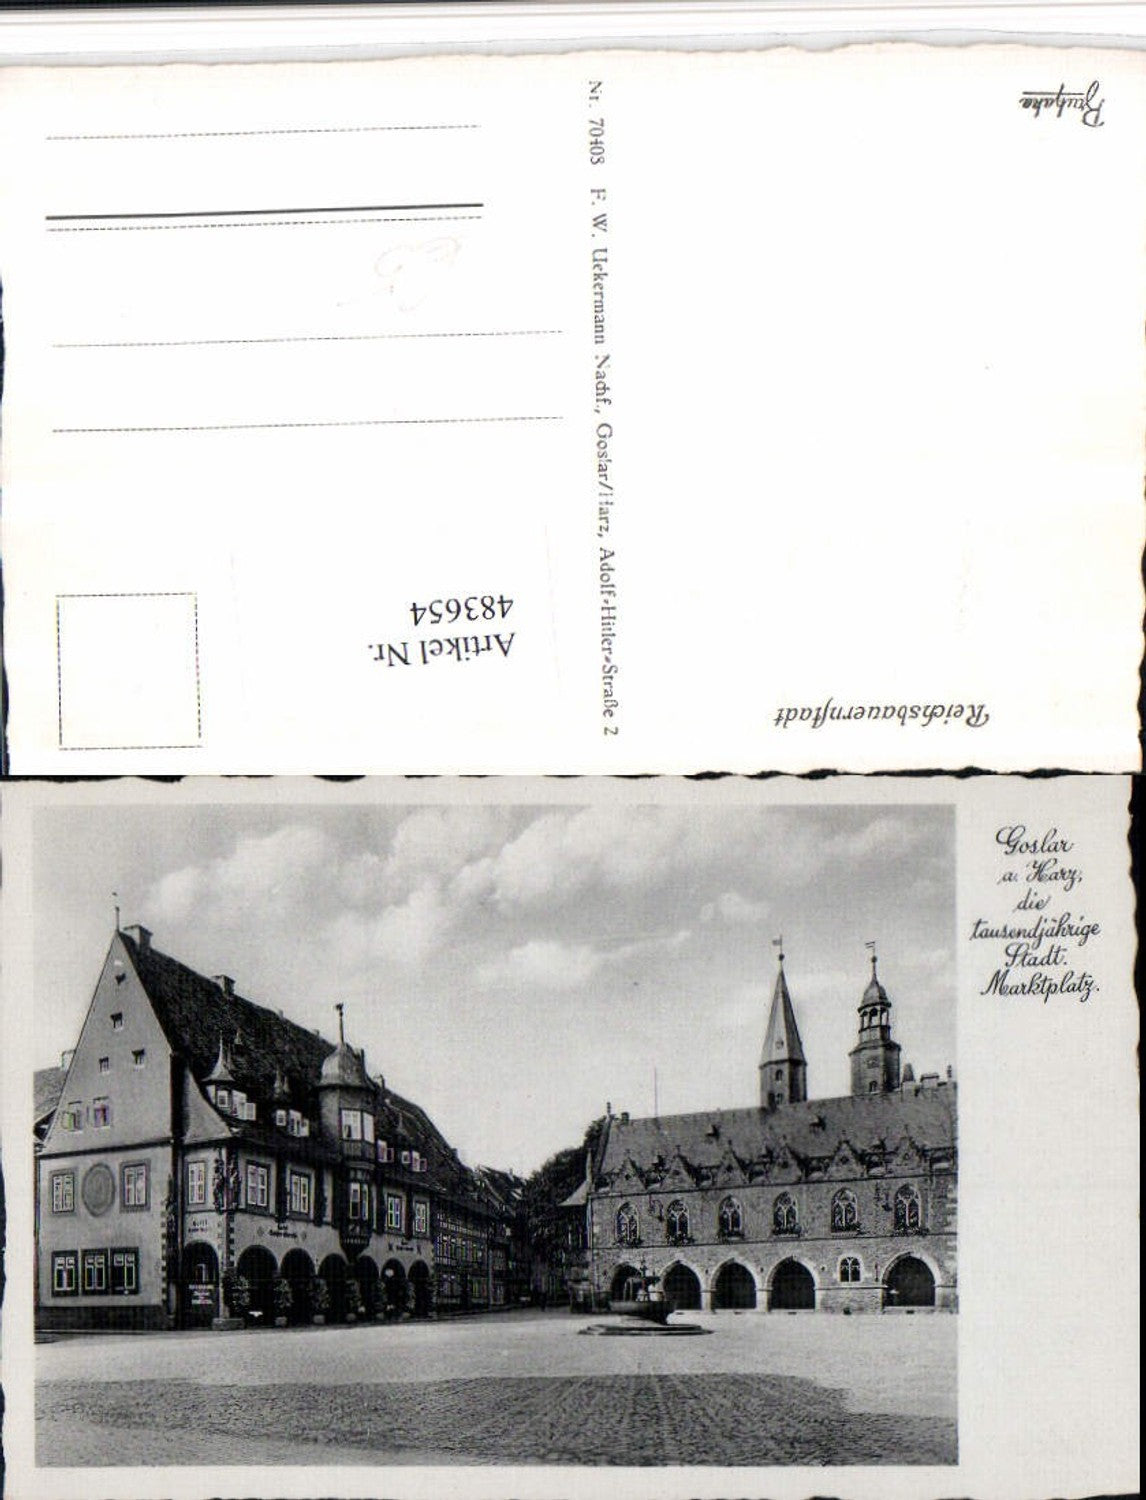 Bruhaha
Nr. 70408 F. W. Uekermann Nachf., Goslar/Harz, Adolf-Hitler-Straße 2
Artikel Nr.
483654
Reichsbauernstadt
Goslar
a. Harz,
die
tausendjährige
Stadt.
Marktplatz.